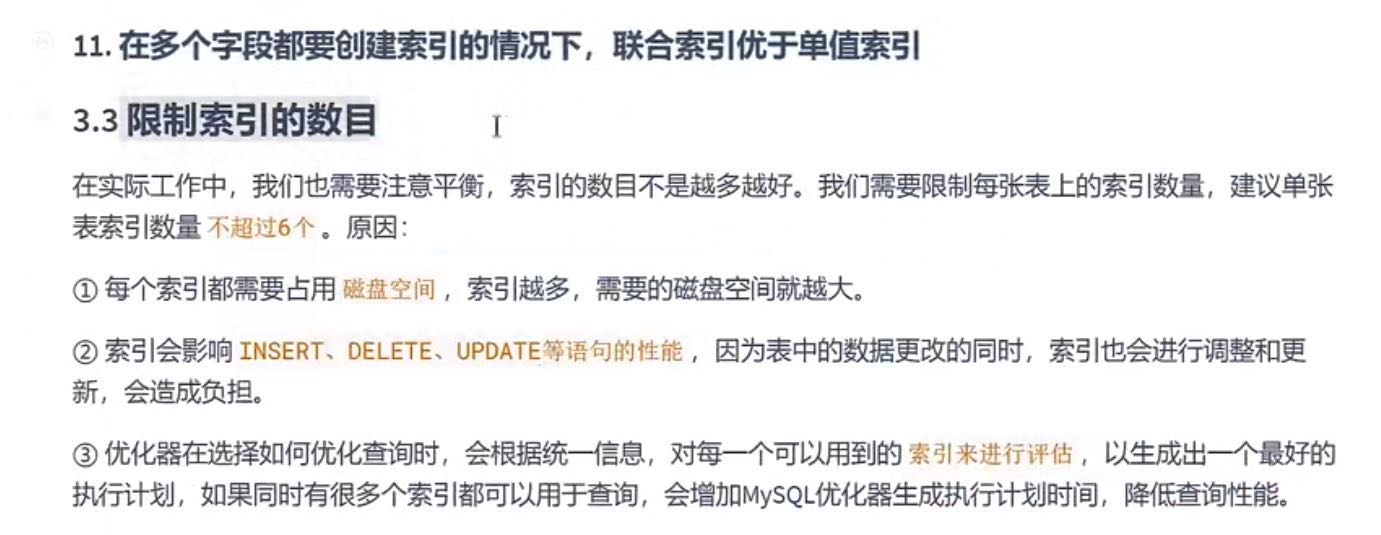 11. 在多个字段都要创建索引的情况下，联合索引优于单值索引
3.3 限制索引的数目
在实际工作中，我们也需要注意平衡，索引的数目不是越多越好。我们需要限制每张表上的索引数量，建议单张
表索引数量 不超过6个 。原因：
① 每个索引都需要占用 磁盘空间 ，索引越多，需要的磁盘空间就越大。
② 索引会影响 INSERT、DELETE、UPDATE等语句的性能 ，因为表中的数据更改的同时，索引也会进行调整和更
新，会造成负担。
③ 优化器在选择如何优化查询时，会根据统一信息，对每一个可以用到的 索引来进行评估 ，以生成出一个最好的
执行计划，如果同时有很多个索引都可以用于查询，会增加MySQL优化器生成执行计划时间，降低查询性能。